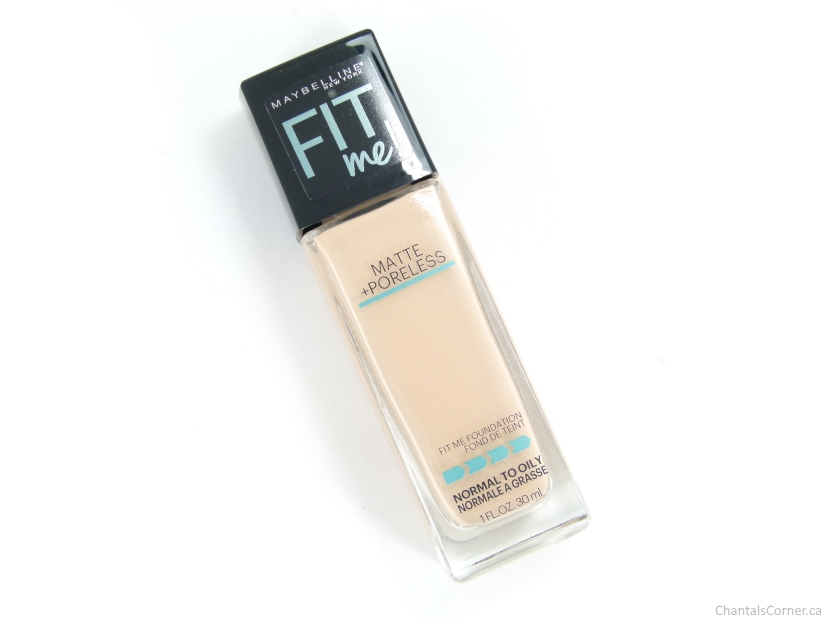 MAYBELLINE®
NEW YORK
FIT
me!
MATTE
+PORELESS
FIT ME FOUNDATION
FOND DE TEINT
NORMAL TO OILY
NORMALE A GRASSE
1 FL. OZ. 30 ml
ChantalsCorner.ca